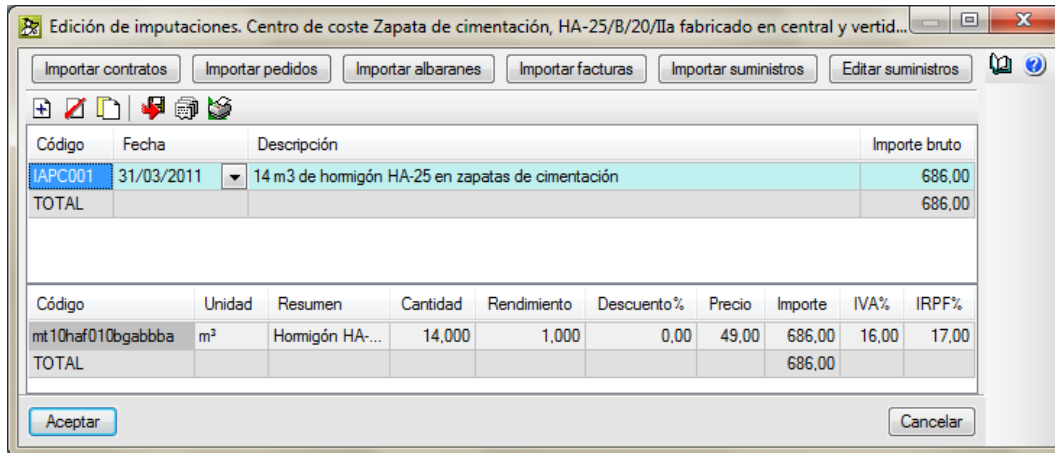 Edición de imputaciones. Centro de coste Zapata de cimentación, HA-25/B/20/IIa fabricado en central y vertid...
Importar contratos Importar pedidos Importar albaranes Importar facturas Importar suministros Editar suministros
Código Fecha Descripción Importe bruto
IAPC001 31/03/2011 14 m3 de hormigón HA-25 en zapatas de cimentación 686,00
TOTAL 686,00
Código Unidad Resumen Cantidad Rendimiento Descuento% Precio Importe IVA% IRPF%
mt10haf010bgabbba m³ Hormigón HA-... 14,000 1,000 0,00 49,00 686,00 16,00 17,00
TOTAL 686,00
Aceptar Cancelar